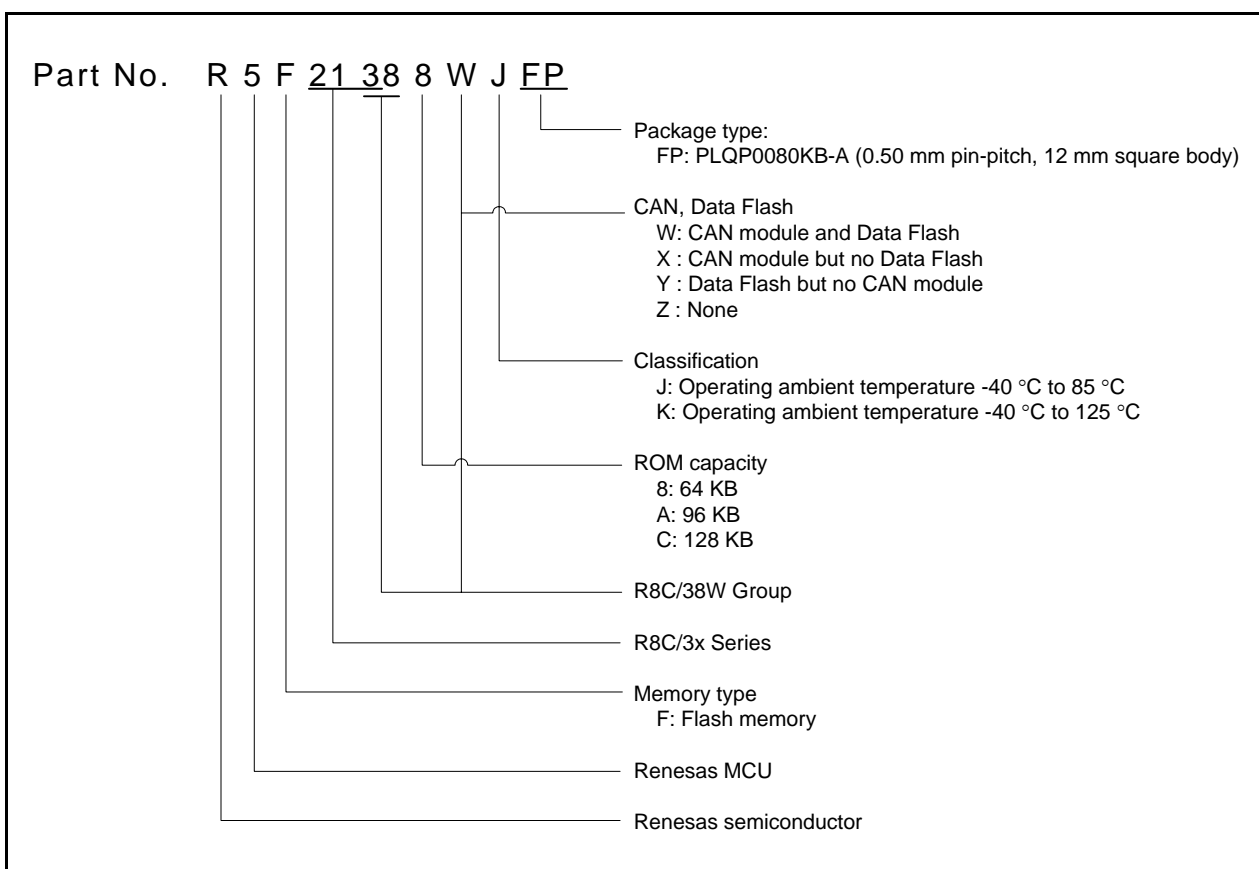 Part No. R 5 F 21 38 8 W J FP
Package type:
FP: PLQP0080KB-A (0.50 mm pin-pitch, 12 mm square body)
CAN, Data Flash
W: CAN module and Data Flash
X : CAN module but no Data Flash
Y : Data Flash but no CAN module
Z : None
Classification
J: Operating ambient temperature -40 °C to 85 °C
K: Operating ambient temperature -40 °C to 125 °C
ROM capacity
8: 64 KB
A: 96 KB
C: 128 KB
R8C/38W Group
R8C/3x Series
Memory type
F: Flash memory
Renesas MCU
Renesas semiconductor